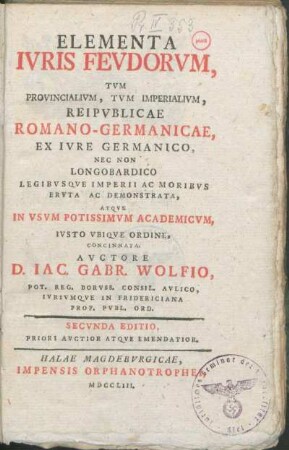 Pr II 353
ELEMENTA
IVRIS FEVDORVM,
TVM
PROVINCIALIVM, TVM IMPERIALIVM,
REIPVBLICAE
ROMANO-GERMANICAE,
EX IVRE GERMANICO,
NEC NON
LONGOBARDICO
LEGIBVSQVE IMPERII AC MORIBVS
ERVTA AC DEMONSTRATA,
ATQVE
IN VSVM POTISSIMVM ACADEMICVM,
IVSTO VBIQVE ORDINE,
CONCINNATA:
AVCTORE
D. IAC. GABR. WOLFIO,
POT. REG. BORVSS. CONSIL. AVLICO,
IVRIVMQVE IN FRIDERICIANA
PROF. PVBL. ORD.
SECVNDA EDITIO,
PRIORI AVCTIOR ATQVE EMENDATIOR.
HALAE MAGDEBVRGICAE,
IMPENSIS ORPHANOTROPHEI
MDCCLIII.